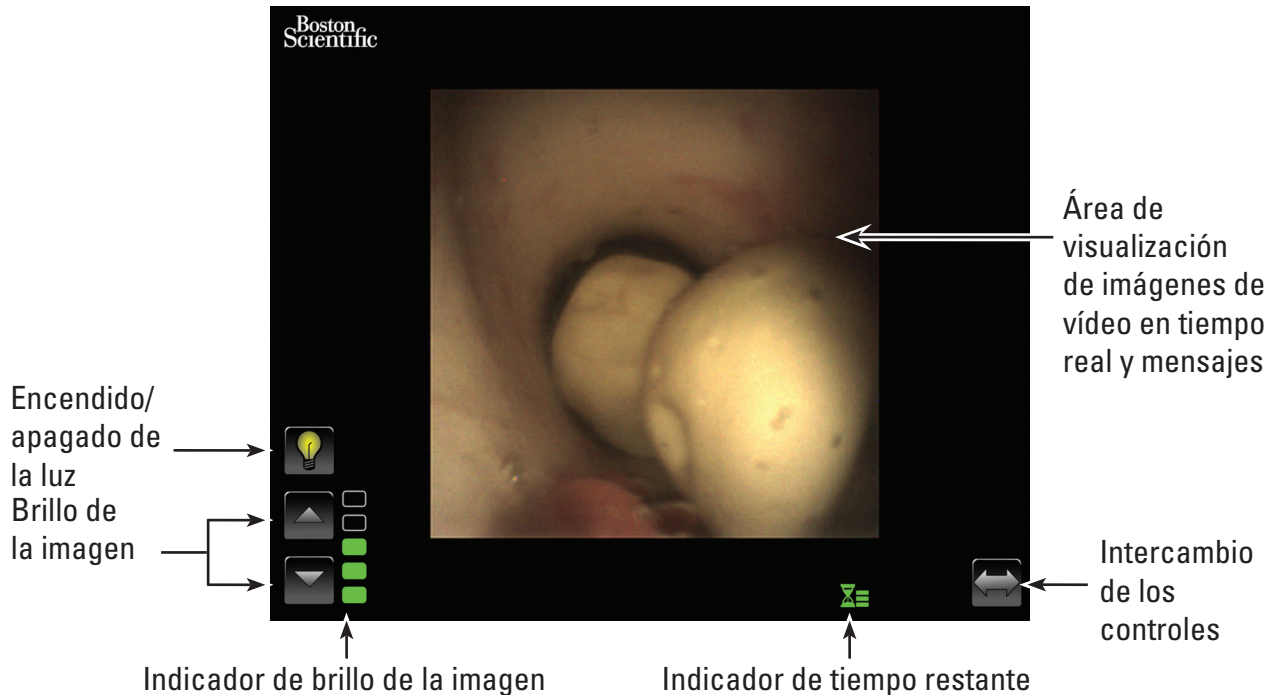 Boston
Scientific
Área de
visualización
de imágenes de
vídeo en tiempo
real y mensajes
Encendido/
apagado de
la luz
Brillo de
la imagen
Intercambio
de los
controles
Indicador de brillo de la imagen
Indicador de tiempo restante